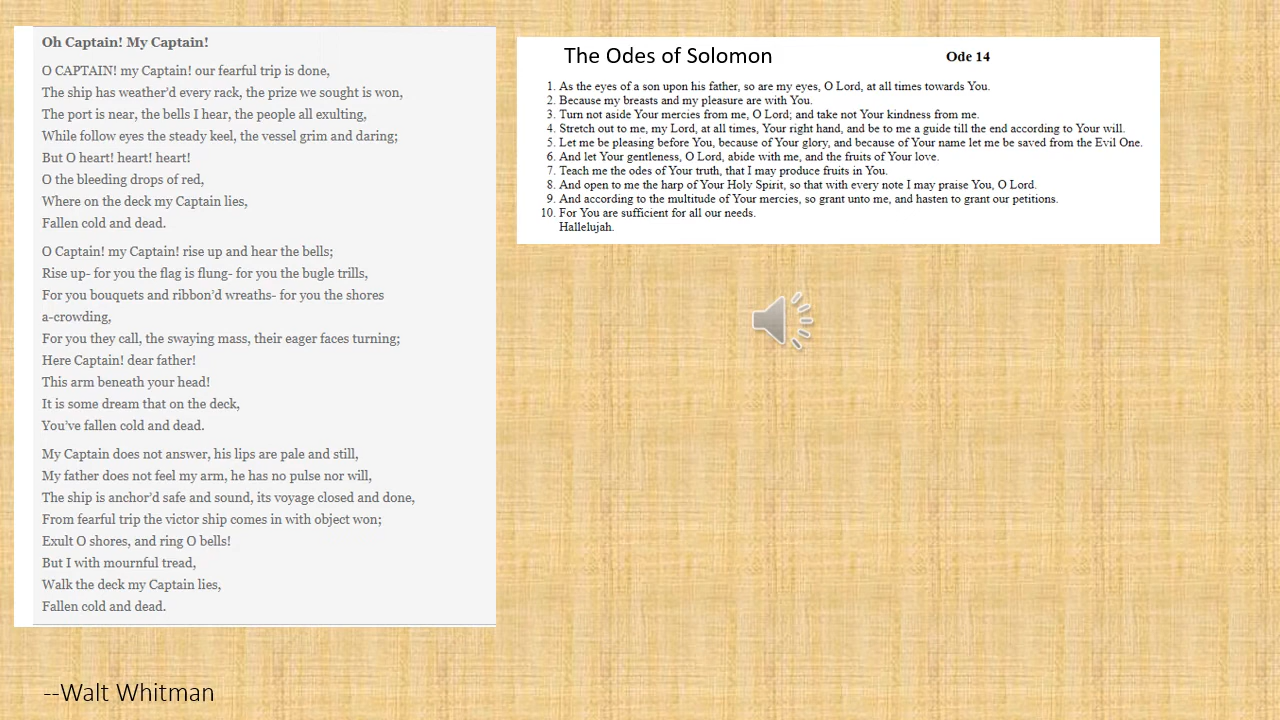 Oh Captain! My Captain!
O CAPTAIN! my Captain! our fearful trip is done,
The ship has weather’d every rack, the prize we sought is won,
The port is near, the bells I hear, the people all exulting,
While follow eyes the steady keel, the vessel grim and daring;
But O heart! heart! heart!
O the bleeding drops of red,
Where on the deck my Captain lies,
Fallen cold and dead.
O Captain! my Captain! rise up and hear the bells;
Rise up- for you the flag is flung- for you the bugle trills,
For you bouquets and ribbon’d wreaths- for you the shores
a-crowding,
For you they call, the swaying mass, their eager faces turning;
Here Captain! dear father!
This arm beneath your head!
It is some dream that on the deck,
You’ve fallen cold and dead.
My Captain does not answer, his lips are pale and still,
My father does not feel my arm, he has no pulse nor will,
The ship is anchor’d safe and sound, its voyage closed and done,
From fearful trip the victor ship comes in with object won;
Exult O shores, and ring O bells!
But I with mournful tread,
Walk the deck my Captain lies,
Fallen cold and dead.
--Walt Whitman
The Odes of Solomon Ode 14
1. As the eyes of a son upon his father, so are my eyes, O Lord, at all times towards You.
2. Because my breasts and my pleasure are with You.
3. Turn not aside Your mercies from me, O Lord; and take not Your kindness from me.
4. Stretch out to me, my Lord, at all times, Your right hand, and be to me a guide till the end according to Your will.
5. Let me be pleasing before You, because of Your glory, and because of Your name let me be saved from the Evil One.
6. And let Your gentleness, O Lord, abide with me, and the fruits of Your love.
7. Teach me the odes of Your truth, that I may produce fruits in You.
8. And open to me the harp of Your Holy Spirit, so that with every note I may praise You, O Lord.
9. And according to the multitude of Your mercies, so grant unto me, and hasten to grant our petitions.
10. For You are sufficient for all our needs.
Hallelujah.